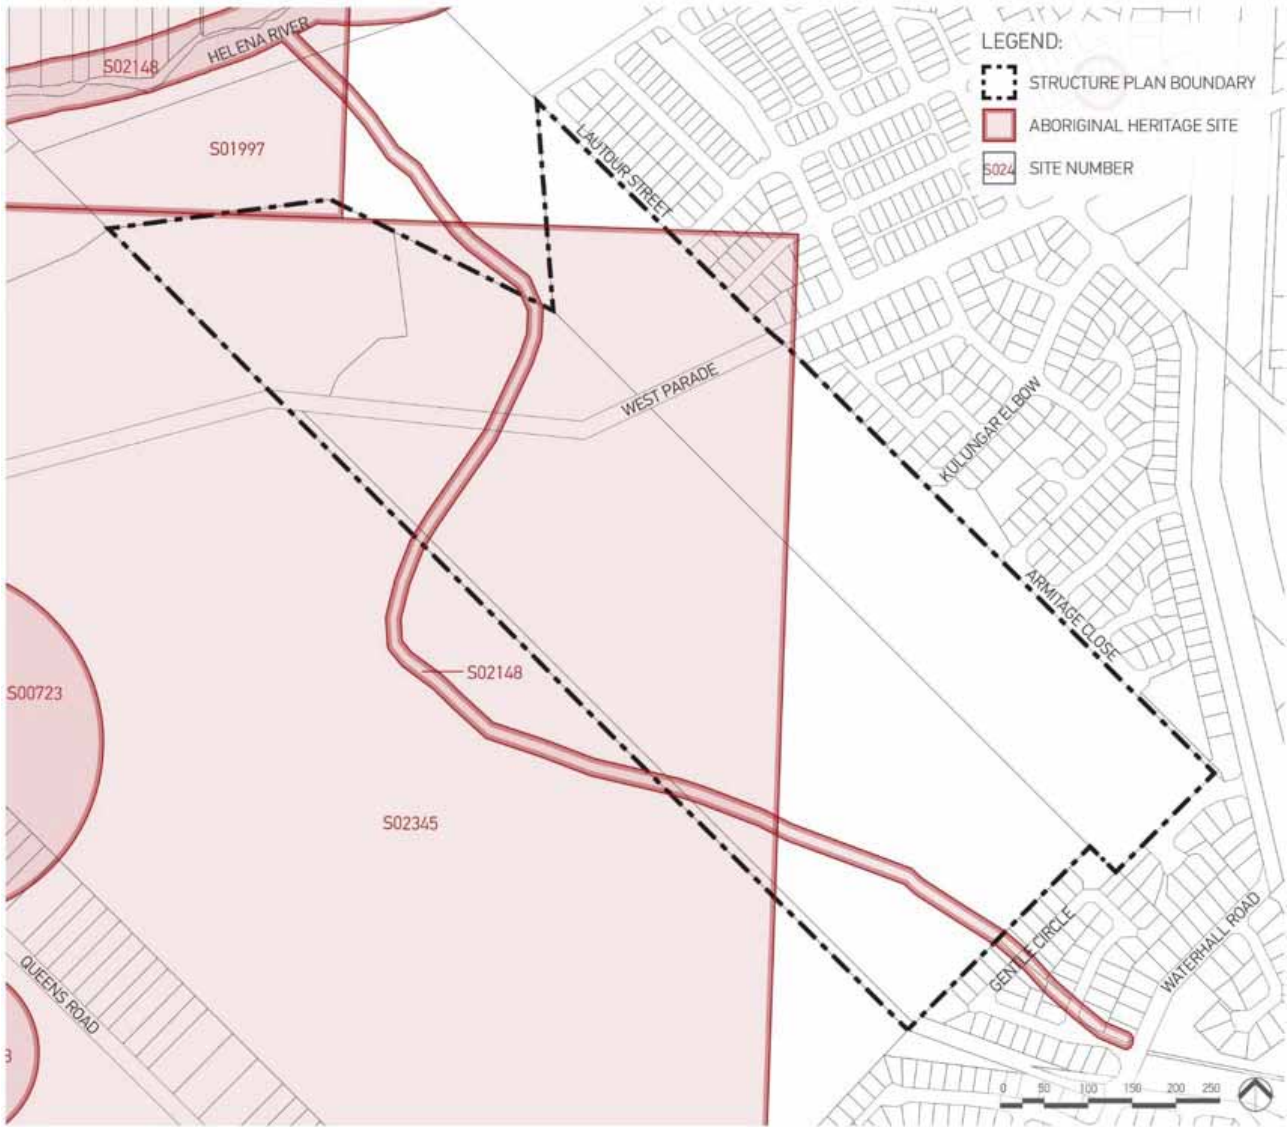 HELENA RIVER
S02148
S01997
LAUTOUR STREET
LEGEND:
STRUCTURE PLAN BOUNDARY
ABORIGINAL HERITAGE SITE
S024
SITE NUMBER
WEST PARADE
KULUNGAR ELBOW
ARMITAGE CLOSE
S02148
S00723
S02345
QUEENS ROAD
GENTLE CIRCLE
WATERHALL ROAD
3
0 50 100 150 200 250